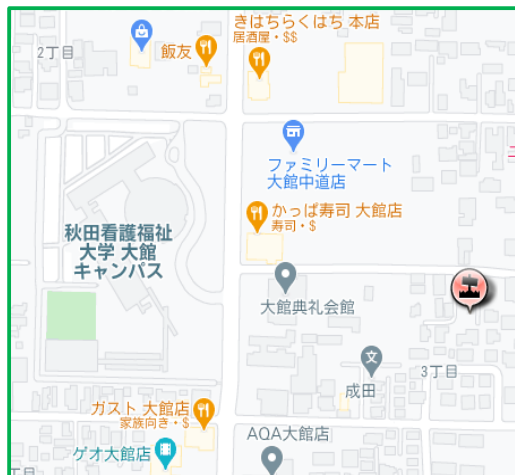 きはちらくはち 本店
居酒屋・$$
2丁目
飯友
ファミリーマート
大館中道店
かっぱ寿司 大館店
寿司・$
秋田看護福祉
大学 大館
キャンパス
大館典礼会館
3丁目
成田
ガスト 大館店
家族向き・$
AQA大館店
ゲオ大館店
丁目